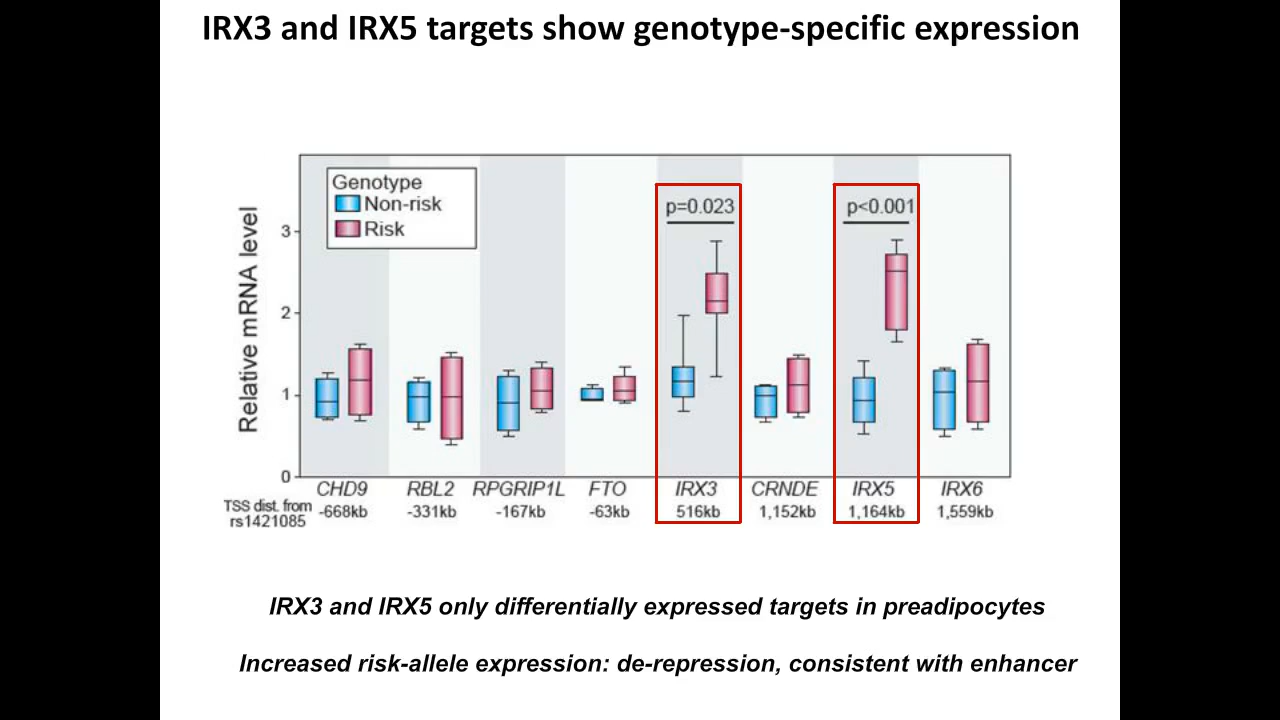 IRX3 and IRX5 targets show genotype-specific expression
Genotype
Non-risk
Risk
p=0.023
p<0.001
Relative mRNA level
3
2
1
0
CHD9 RBL2 RPGRIP1L FTO IRX3 CRNDE IRX5 IRX6
TSS dist. from
rs1421085
-668kb -331kb -167kb -63kb 516kb 1,152kb 1,164kb 1,559kb
IRX3 and IRX5 only differentially expressed targets in preadipocytes
Increased risk-allele expression: de-repression, consistent with enhancer